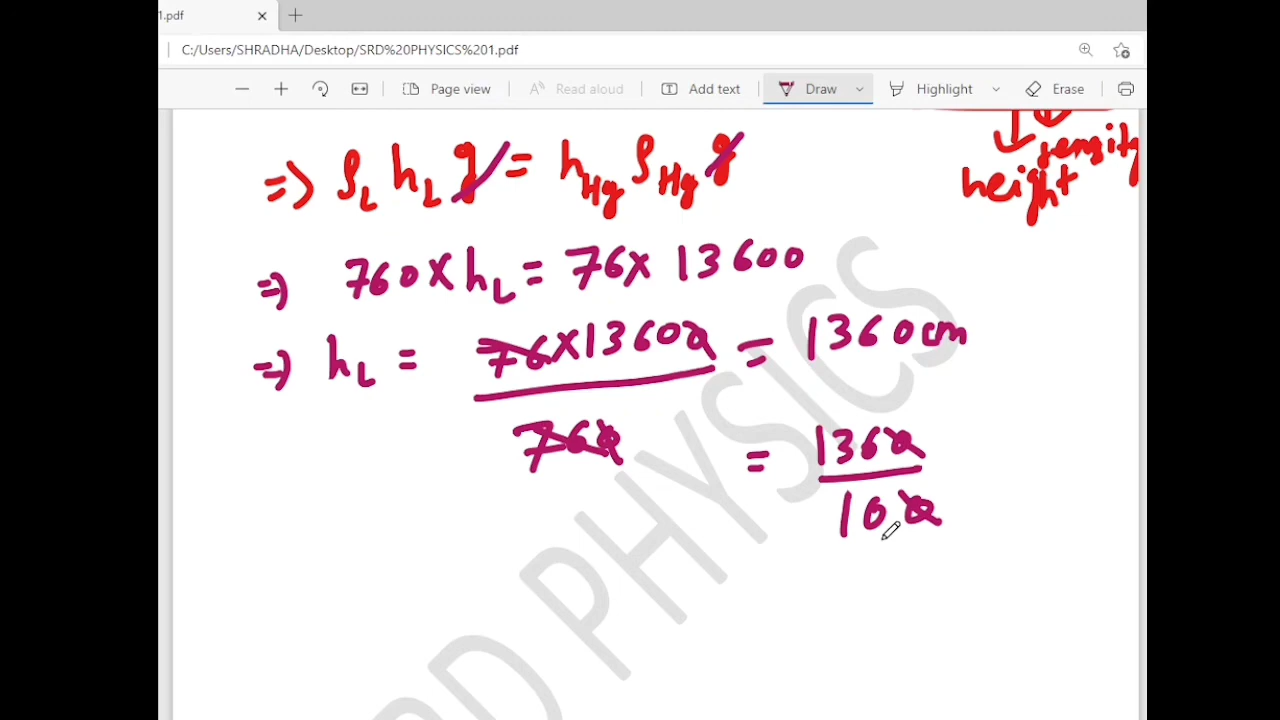 1.pdf
C:/Users/SHRADHA/Desktop/SRD%20PHYSICS%201.pdf
Page view
Read aloud
Add text
Draw
Highlight
Erase
=> ρL hL g = hHg ρHg g
density
height
=> 760 × hL = 76 × 13600
=> hL = 76×13600 / 760 = 1360 cm
= 1360 / 100
SRD PHYSICS